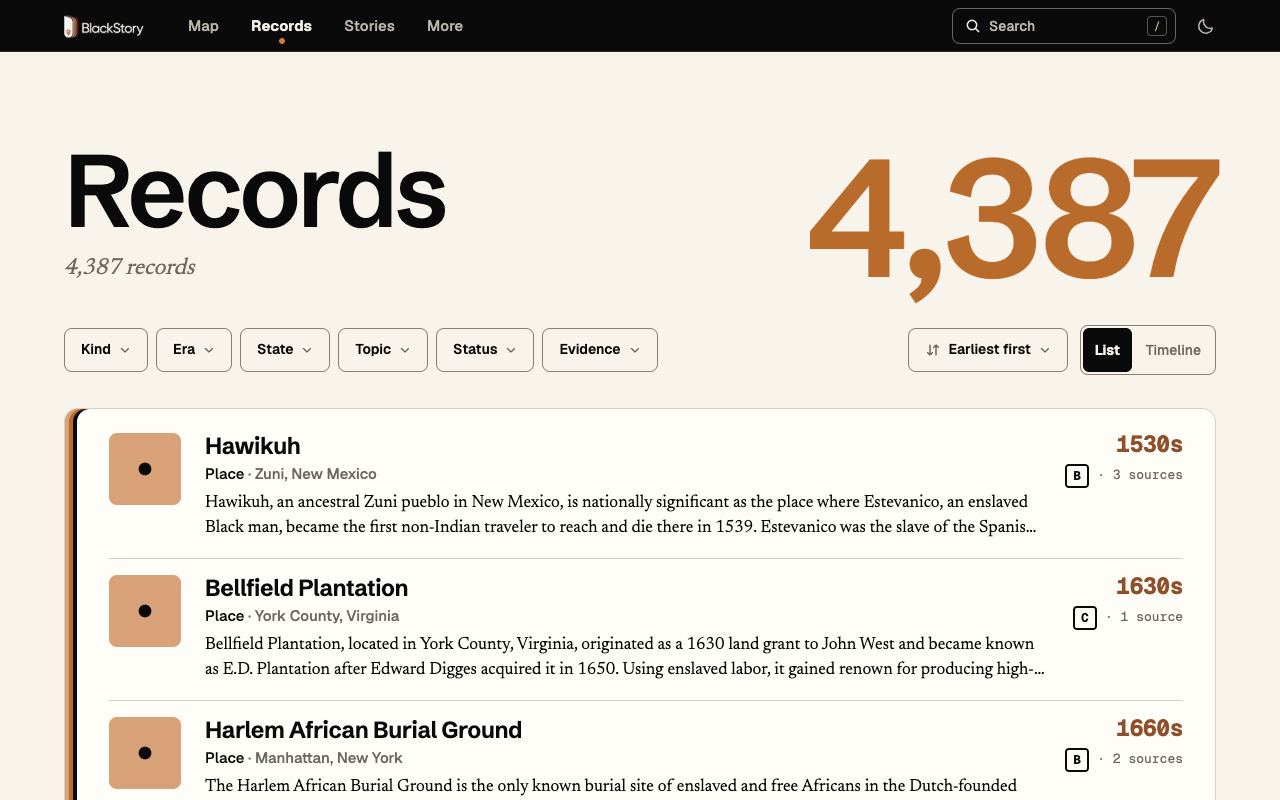 BlackStory
Map
Records
Stories
More
Search
/
Records
4,387
4,387 records
Kind
Era
State
Topic
Status
Evidence
Earliest first
List
Timeline
Hawikuh
1530s
Place · Zuni, New Mexico
B · 3 sources
Hawikuh, an ancestral Zuni pueblo in New Mexico, is nationally significant as the place where Estevanico, an enslaved
Black man, became the first non-Indian traveler to reach and die there in 1539. Estevanico was the slave of the Spanis…
Bellfield Plantation
1630s
Place · York County, Virginia
C · 1 source
Bellfield Plantation, located in York County, Virginia, originated as a 1630 land grant to John West and became known
as E.D. Plantation after Edward Digges acquired it in 1650. Using enslaved labor, it gained renown for producing high-…
Harlem African Burial Ground
1660s
Place · Manhattan, New York
B · 2 sources
The Harlem African Burial Ground is the only known burial site of enslaved and free Africans in the Dutch-founded